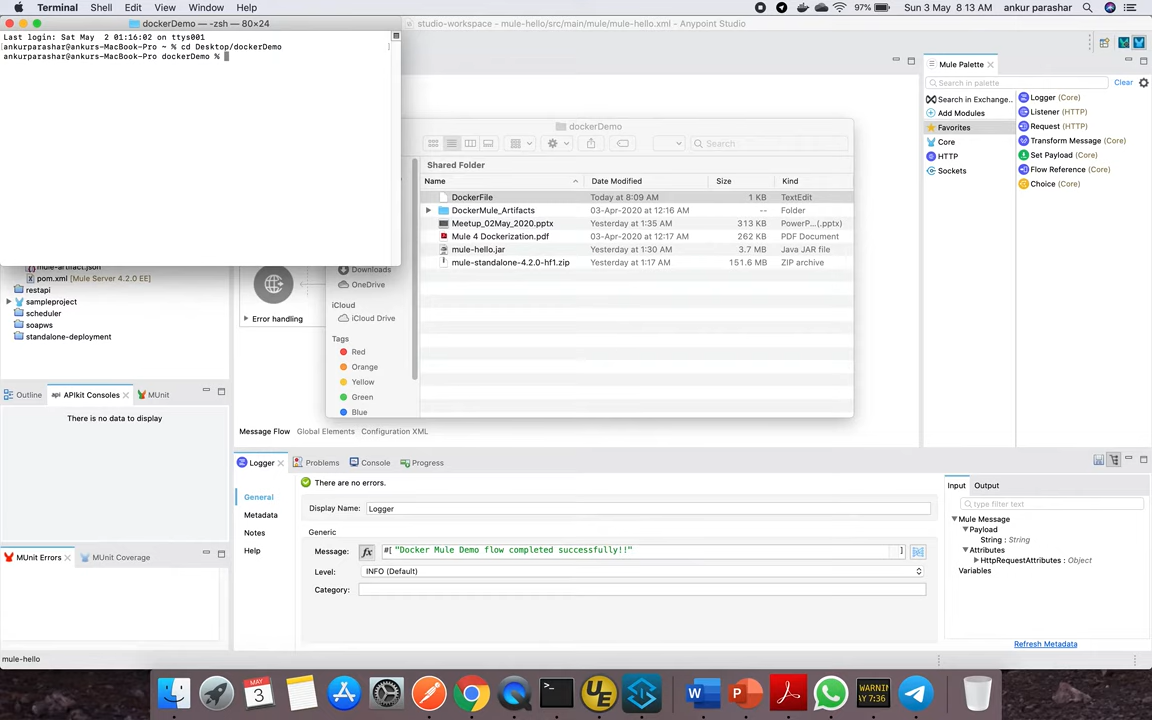 Terminal Shell Edit View Window Help
97% Sun 3 May 8:13 AM ankur parashar
dockerDemo — -zsh — 80×24
studio-workspace - mule-hello/src/main/mule/mule-hello.xml - Anypoint Studio
Last login: Sat May  2 01:16:02 on ttys001
[ankurparashar@ankurs-MacBook-Pro ~ % cd Desktop/dockerDemo ]
ankurparashar@ankurs-MacBook-Pro dockerDemo %
mule-artifact.json
pom.xml [Mule Server 4.2.0 EE]
restapi
sampleproject
scheduler
soapws
standalone-deployment
Error handling
dockerDemo
Search
Shared Folder
Name Date Modified Size Kind
DockerFile Today at 8:09 AM 1 KB TextEdit
DockerMule_Artifacts 03-Apr-2020 at 12:16 AM -- Folder
Meetup_02May_2020.pptx Yesterday at 1:35 AM 313 KB PowerP...(.pptx)
Mule 4 Dockerization.pdf 03-Apr-2020 at 12:17 AM 262 KB PDF Document
mule-hello.jar Yesterday at 1:30 AM 3.7 MB Java JAR file
mule-standalone-4.2.0-hf1.zip Yesterday at 1:17 AM 151.6 MB ZIP archive
Downloads
OneDrive
iCloud
iCloud Drive
Tags
Red
Orange
Yellow
Green
Blue
Mule Palette
Search in palette
Clear
Search in Exchange..
Add Modules
Favorites
Core
HTTP
Sockets
Logger (Core)
Listener (HTTP)
Request (HTTP)
Transform Message (Core)
Set Payload (Core)
Flow Reference (Core)
Choice (Core)
Outline APIkit Consoles MUnit
There is no data to display
Message Flow Global Elements Configuration XML
Logger Problems Console Progress
There are no errors.
General
Metadata
Notes
Help
Display Name: Logger
Generic
Message: fx #[ "Docker Mule Demo flow completed successfully!!" ]
Level: INFO (Default)
Category:
Input Output
type filter text
Mule Message
Payload
String : String
Attributes
HttpRequestAttributes : Object
Variables
Refresh Metadata
MUnit Errors MUnit Coverage
mule-hello
MAY
3
WARNIN
Y 7:36